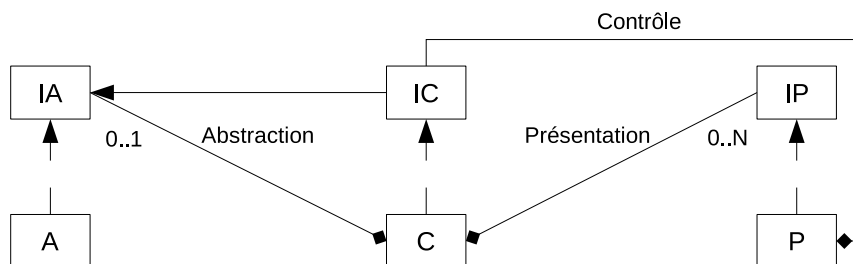 Contrôle
IA
IC
IP
0..1
Abstraction
Présentation
0..N
A
C
P